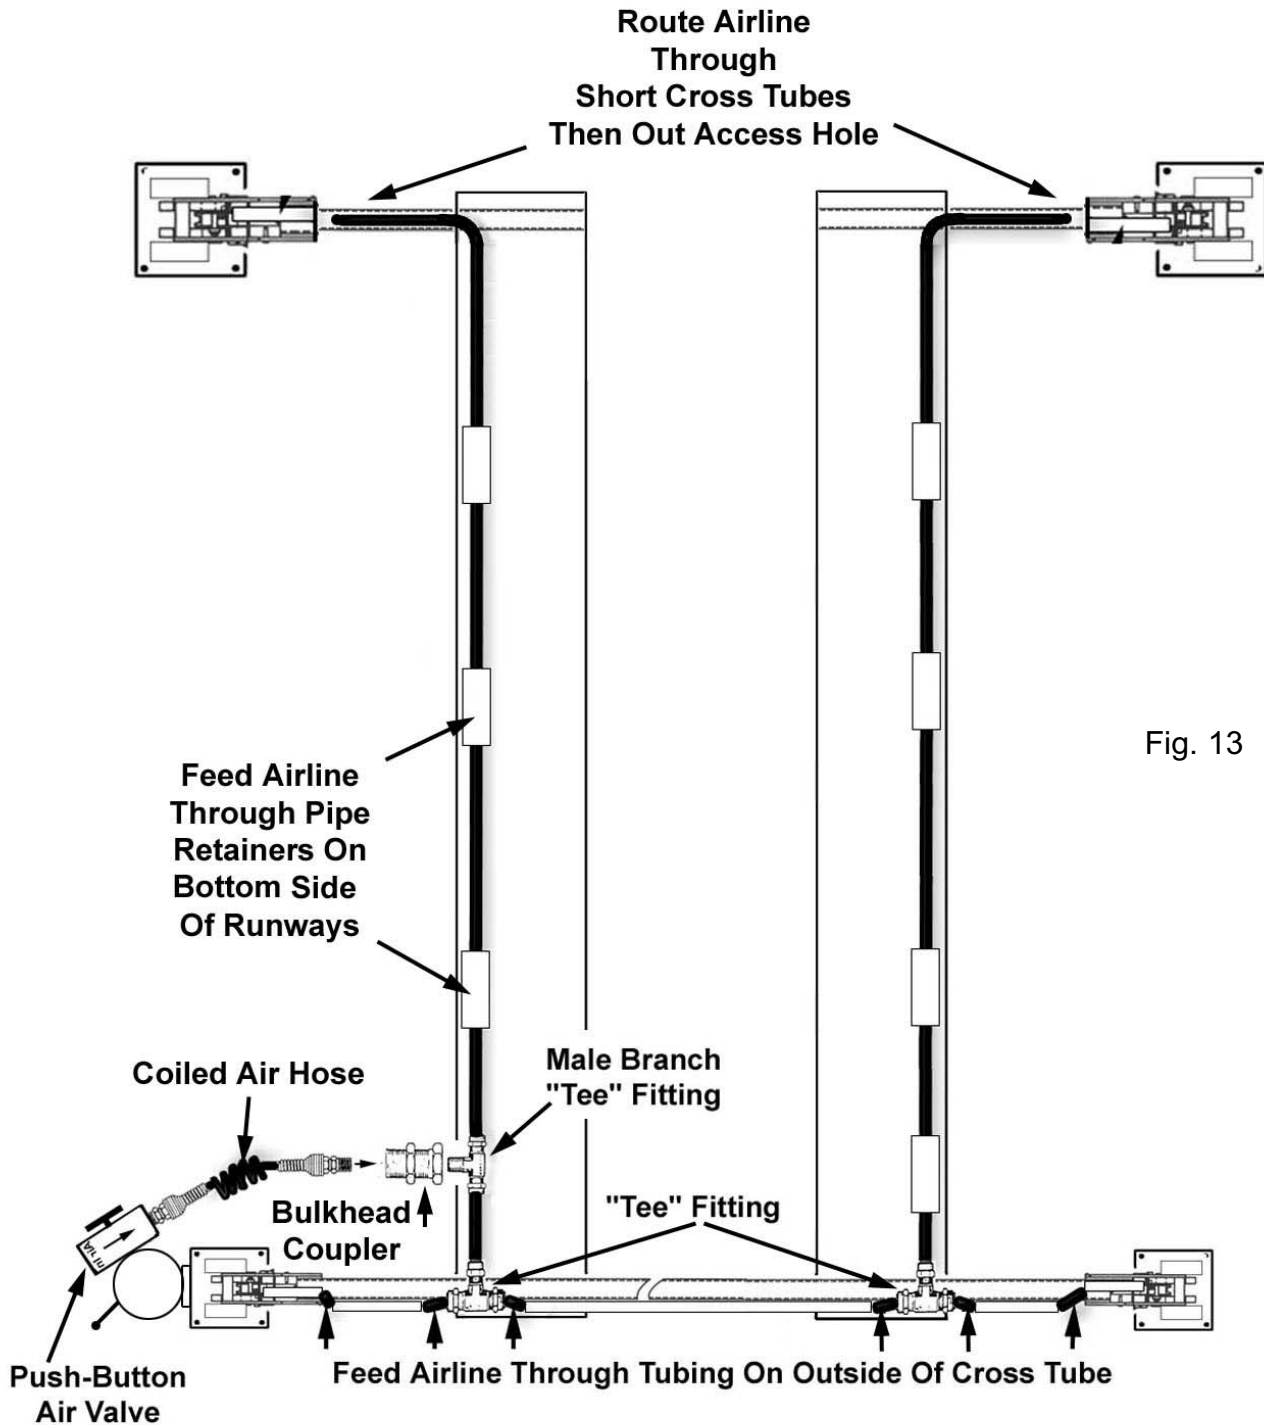 Route Airline
Through
Short Cross Tubes
Then Out Access Hole
Fig. 13
Feed Airline
Through Pipe
Retainers On
Bottom Side
Of Runways
Coiled Air Hose
Male Branch
"Tee" Fitting
Bulkhead
Coupler
"Tee" Fitting
Air In
Feed Airline Through Tubing On Outside Of Cross Tube
Push-Button
Air Valve